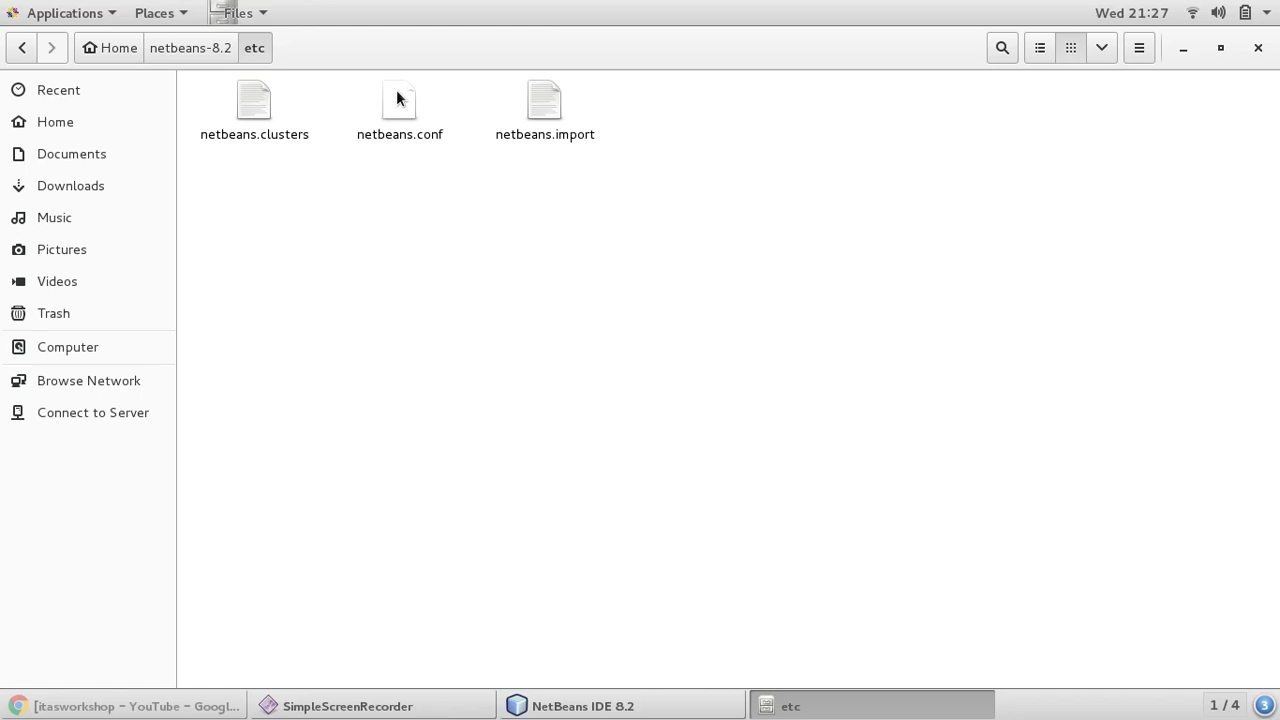 Applications Places Files Wed 21:27
Home netbeans-8.2 etc
Recent
Home
Documents
Downloads
Music
Pictures
Videos
Trash
Computer
Browse Network
Connect to Server
netbeans.clusters netbeans.conf netbeans.import
[itasworkshop – YouTube – Googl... SimpleScreenRecorder NetBeans IDE 8.2 etc 1 / 4 3